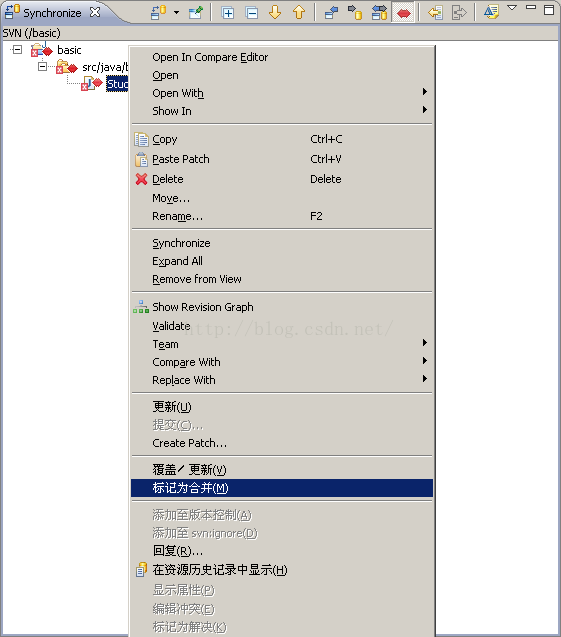 Synchronize
SVN (/basic)
basic
src/java/b
Stud
Open In Compare Editor
Open
Open With
Show In
Copy Ctrl+C
Paste Patch Ctrl+V
Delete Delete
Move...
Rename... F2
Synchronize
Expand All
Remove from View
Show Revision Graph
Validate
http://blog.csdn.net/
Team
Compare With
Replace With
更新(U)
提交(C)...
Create Patch...
覆盖／更新(V)
标记为合并(M)
添加至版本控制(A)
添加至 svn:ignore(D)
回复(R)...
在资源历史记录中显示(H)
显示属性(P)
编辑冲突(E)
标记为解决(K)